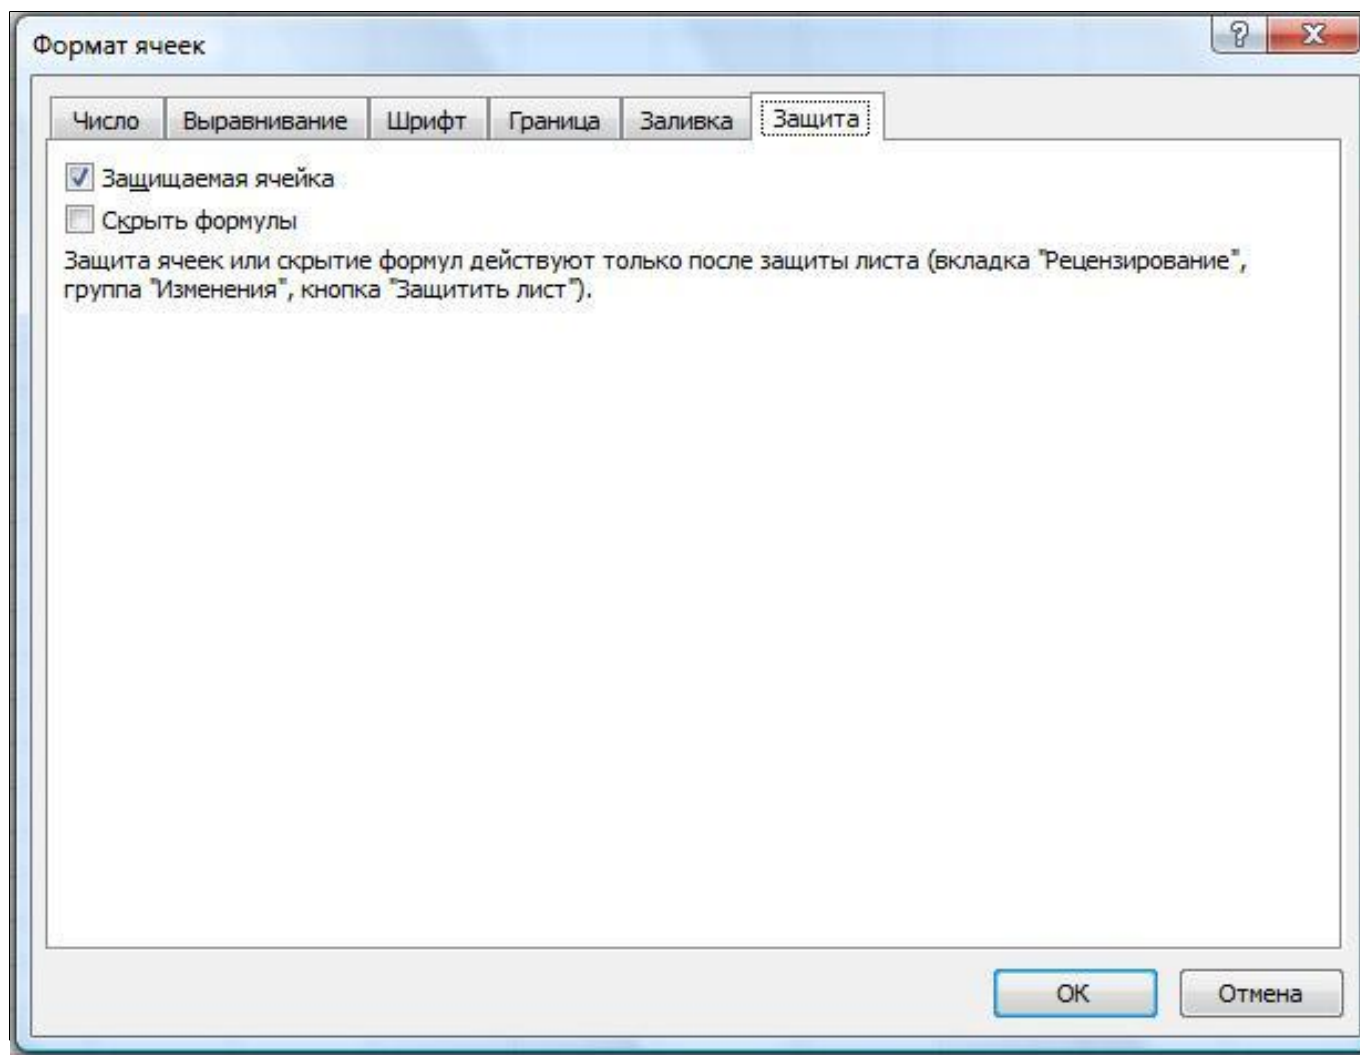 Формат ячеек
Число Выравнивание Шрифт Граница Заливка Защита
Защищаемая ячейка
Скрыть формулы
Защита ячеек или скрытие формул действуют только после защиты листа (вкладка "Рецензирование",
группа "Изменения", кнопка "Защитить лист").
ОК Отмена